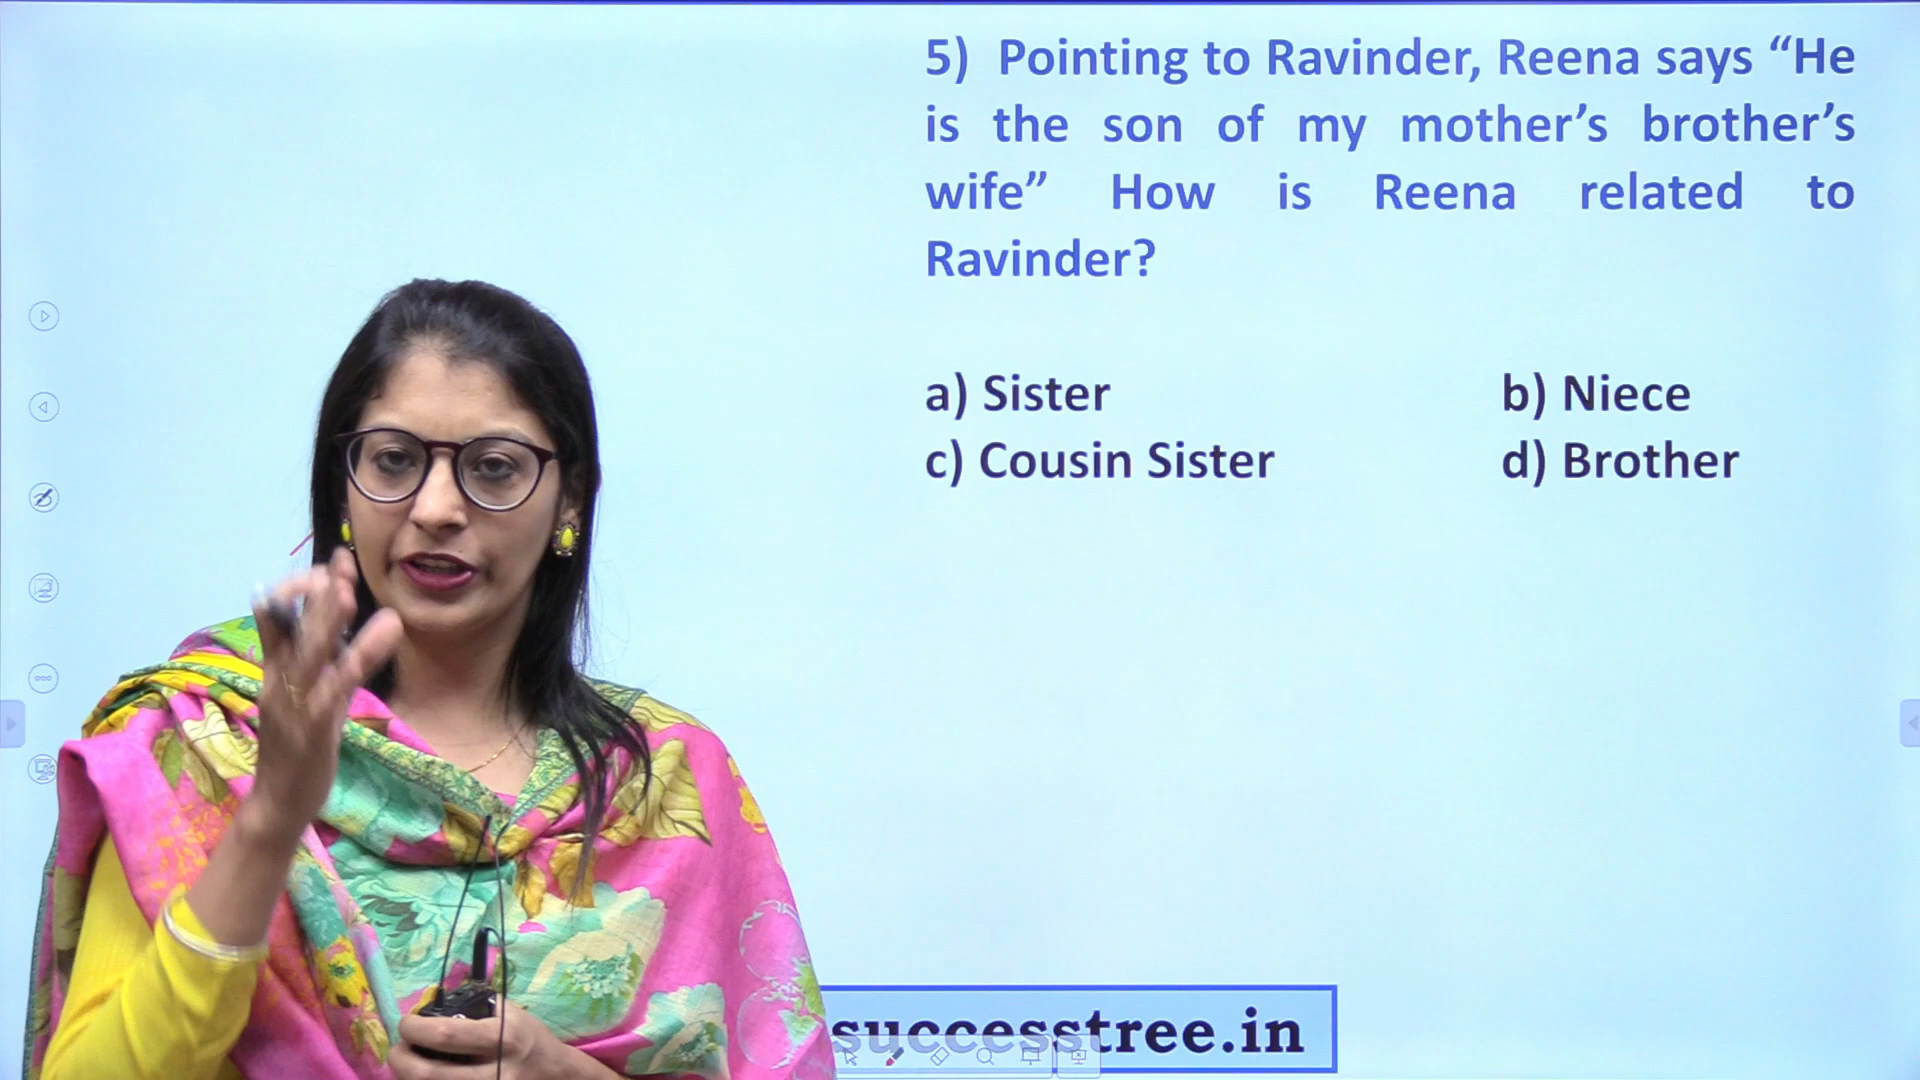 5) Pointing to Ravinder, Reena says “He
is the son of my mother’s brother’s
wife” How is Reena related to
Ravinder?
a) Sister b) Niece
c) Cousin Sister d) Brother
successtree.in